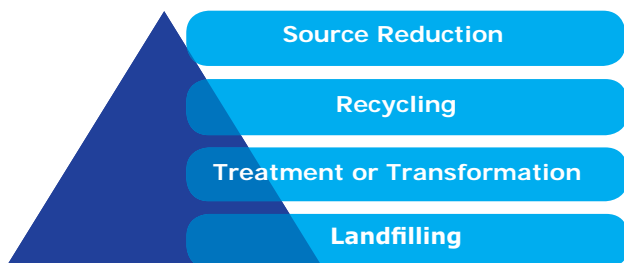 Source Reduction
Recycling
Treatment or Transformation
Landfilling